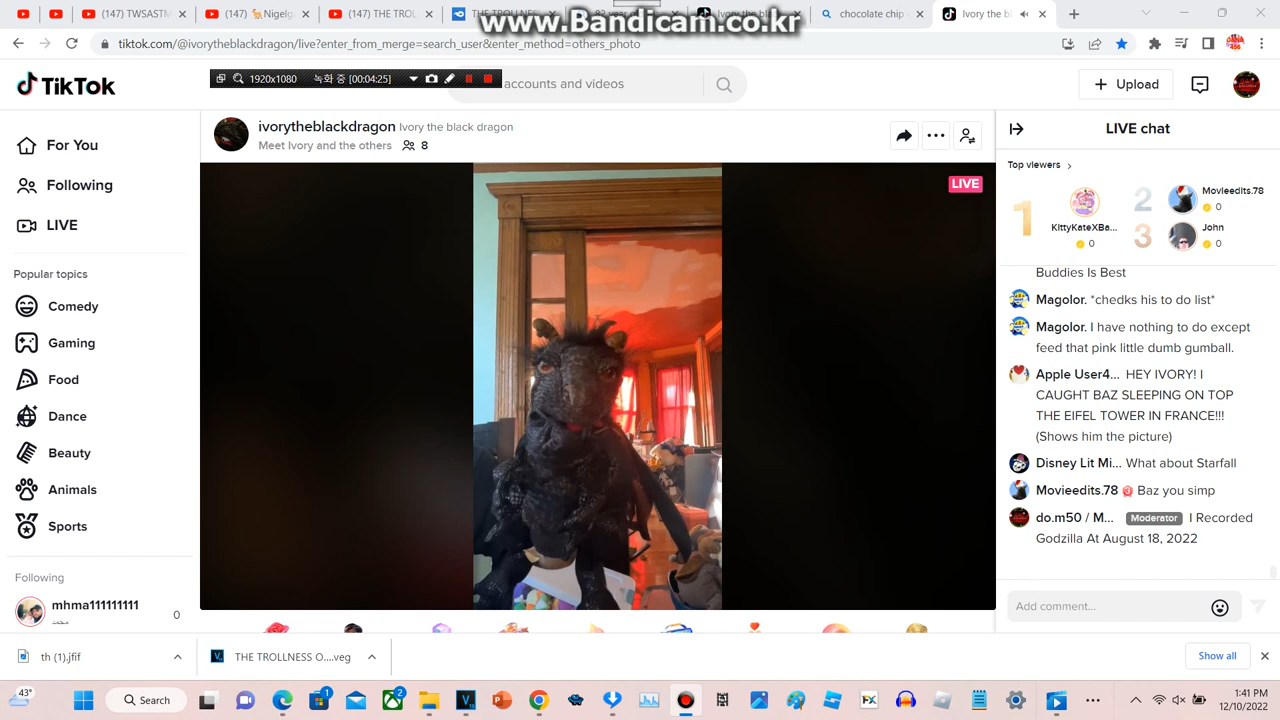 (147) TWSASTM
(147) 🐪Nigelg
(147) THE TROL
THE TROLLNES
82 year
Ivory the bl
chocolate chip
Ivory the b
www.Bandicam.co.kr
tiktok.com/@ivorytheblackdragon/live?enter_from_merge=search_user&enter_method=others_photo
TikTok
1920x1080 녹화 중 [00:04:25]
accounts and videos
Upload
For You
Following
LIVE
Popular topics
Comedy
Gaming
Food
Dance
Beauty
Animals
Sports
Following
mhma111111111
محمد
0
ivorytheblackdragon Ivory the black dragon
Meet Ivory and the others 8
LIVE
LIVE chat
Top viewers
1
KittyKateXBa...
0
2
Movieedits.78
0
3
John
0
Buddies Is Best
Magolor. *chedks his to do list*
Magolor. I have nothing to do except
feed that pink little dumb gumball.
Apple User4... HEY IVORY! I
CAUGHT BAZ SLEEPING ON TOP
THE EIFEL TOWER IN FRANCE!!!
(Shows him the picture)
Disney Lit Mi... What about Starfall
Movieedits.78 Baz you simp
do.m50 / M... Moderator I Recorded
Godzilla At August 18, 2022
Add comment...
th (1).jfif
THE TROLLNESS O....veg
Show all
43°
Search
1
2
1:41 PM
12/10/2022